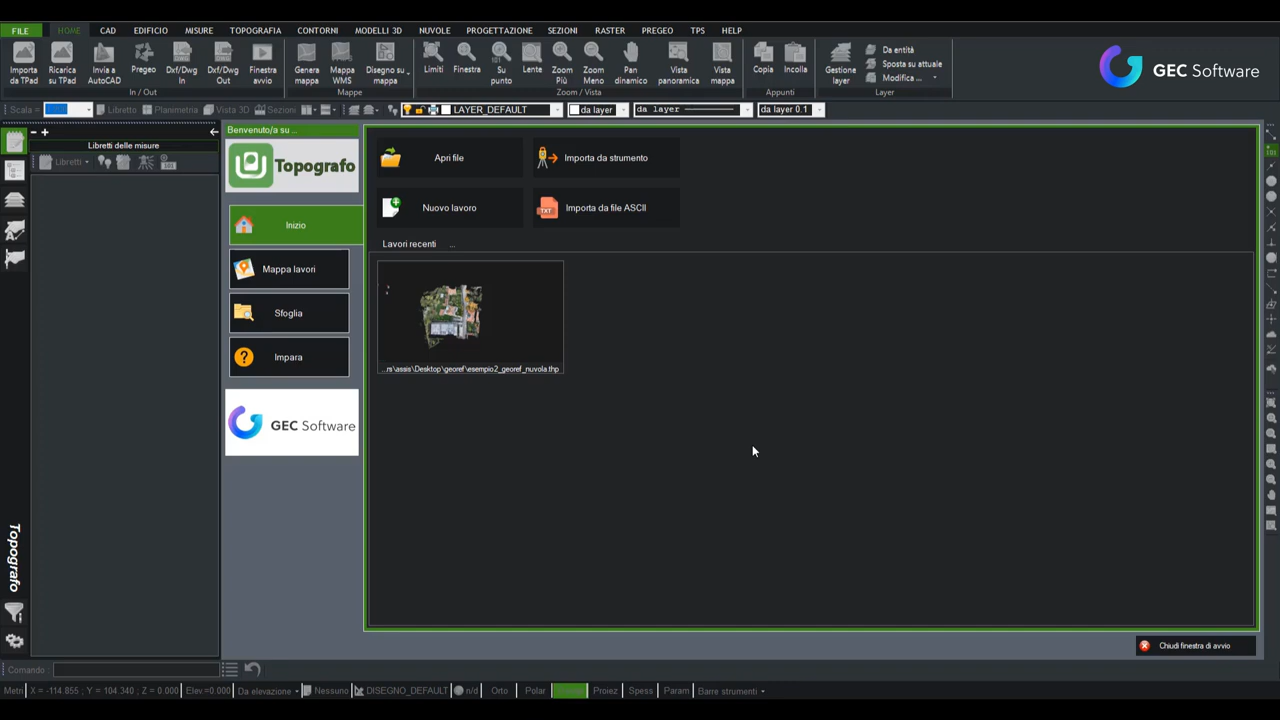 FILE HOME CAD EDIFICIO MISURE TOPOGRAFIA CONTORNI MODELLI 3D NUVOLE PROGETTAZIONE SEZIONI RASTER PREGEO TPS HELP
Importa da TPad
Ricarica su TPad
Invia a AutoCAD
Pregeo
Dxf/Dwg In
Dxf/Dwg Out
Finestra avvio
Genera mappa
Mappa WMS
Disegno su mappa
Limiti
Finestra
Su punto
Lente
Zoom Più
Zoom Meno
Pan dinamico
Vista panoramica
Vista mappa
Copia
Incolla
Gestione layer
Da entità
Sposta su attuale
Modifica ...
In / Out
Mappe
Zoom / Vista
Appunti
Layer
GEC Software
Scala = Libretto Planimetria Vista 3D Sezioni LAYER_DEFAULT da layer da layer da layer 0.1
Libretti delle misure
Libretti
Benvenuto/a su ...
Topografo
Inizio
Mappa lavori
Sfoglia
Impara
GEC Software
Apri file
Importa da strumento
Nuovo lavoro
TXT
Importa da file ASCII
Lavori recenti ...
...rs\assis\Desktop\georef\esempio2_georef_nuvola.thp
Topografo
Chiudi finestra di avvio
Comando :
Metri X = -114.855 ; Y = 104.340 ; Z = 0.000 Elev=0.000 Da elevazione Nessuno DISEGNO_DEFAULT n/d Orto Polar Proiez Spess Param Barre strumenti